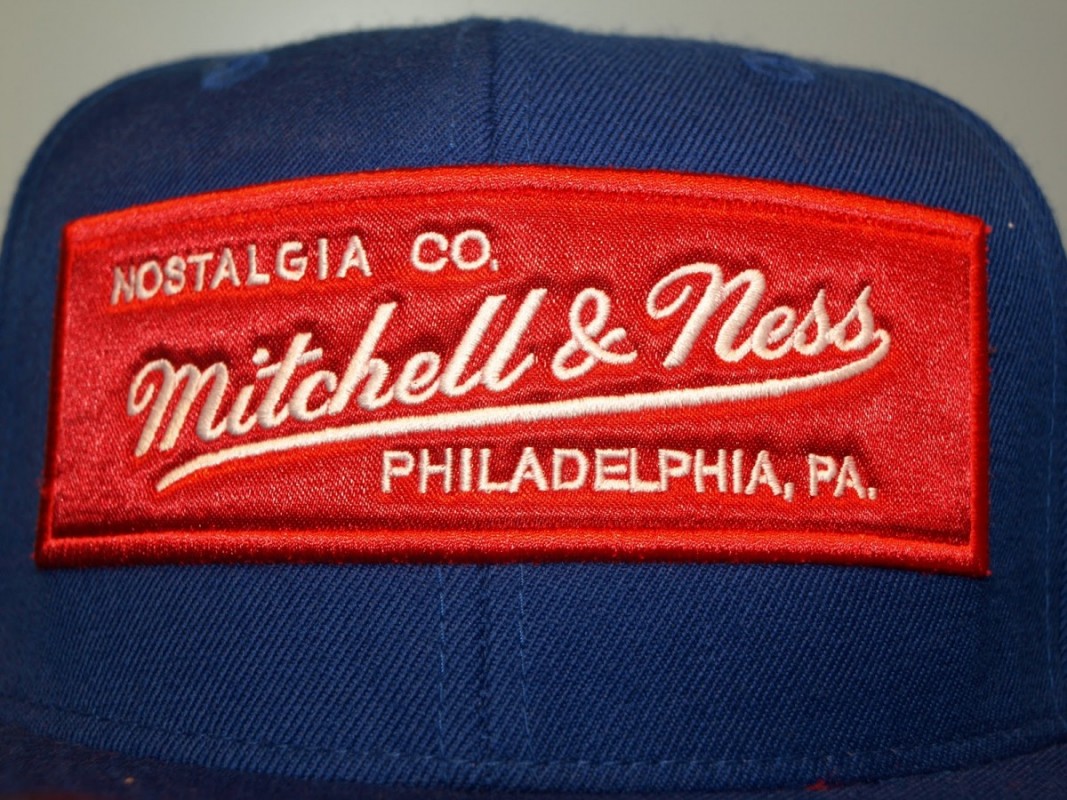 NOSTALGIA CO.
Mitchell & Ness
PHILADELPHIA, PA.